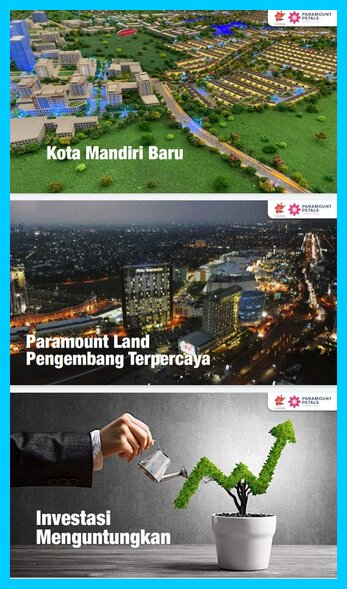 PARAMOUNT
PETALS
Kota Mandiri Baru
PARAMOUNT
PETALS
Paramount Land
Pengembang Terpercaya
PARAMOUNT
PETALS
Investasi
Menguntungkan